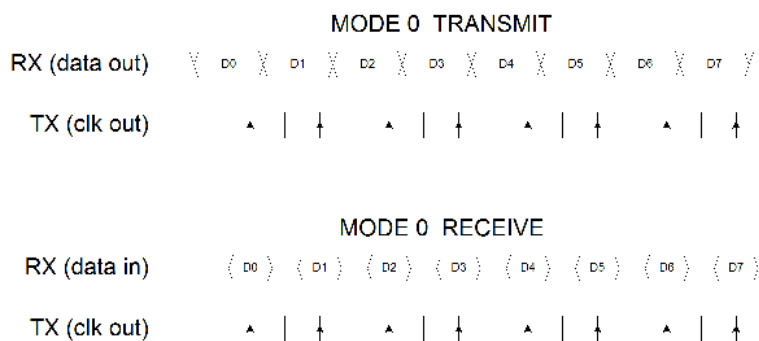 MODE 0 TRANSMIT
RX (data out) D0 D1 D2 D3 D4 D5 D6 D7
TX (clk out)
MODE 0 RECEIVE
RX (data in) D0 D1 D2 D3 D4 D5 D6 D7
TX (clk out)